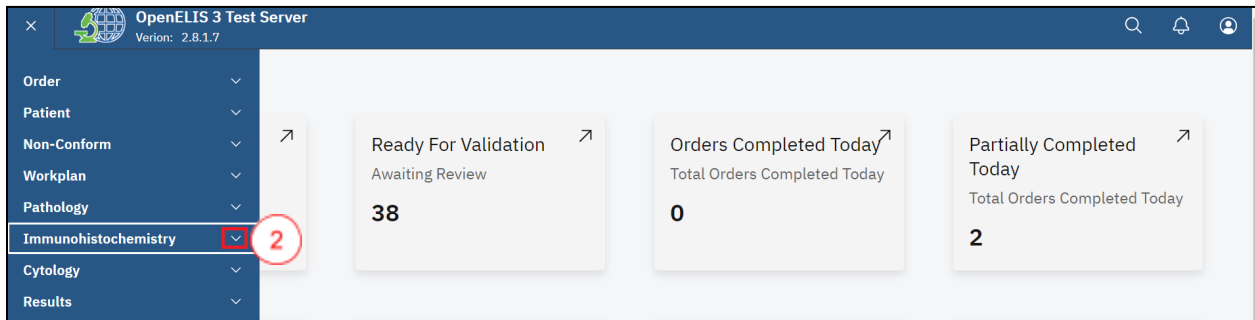 OpenELIS 3 Test Server
Verion: 2.8.1.7
Order
Patient
Non-Conform
Workplan
Pathology
Immunohistochemistry
2
Cytology
Results
Ready For Validation
Awaiting Review
38
Orders Completed Today
Total Orders Completed Today
0
Partially Completed
Today
Total Orders Completed Today
2